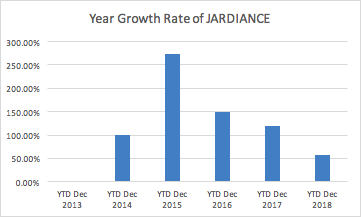 Year Growth Rate of JARDIANCE
300.00%
250.00%
200.00%
150.00%
100.00%
50.00%
0.00%
YTD Dec YTD Dec YTD Dec YTD Dec YTD Dec YTD Dec
2013 2014 2015 2016 2017 2018